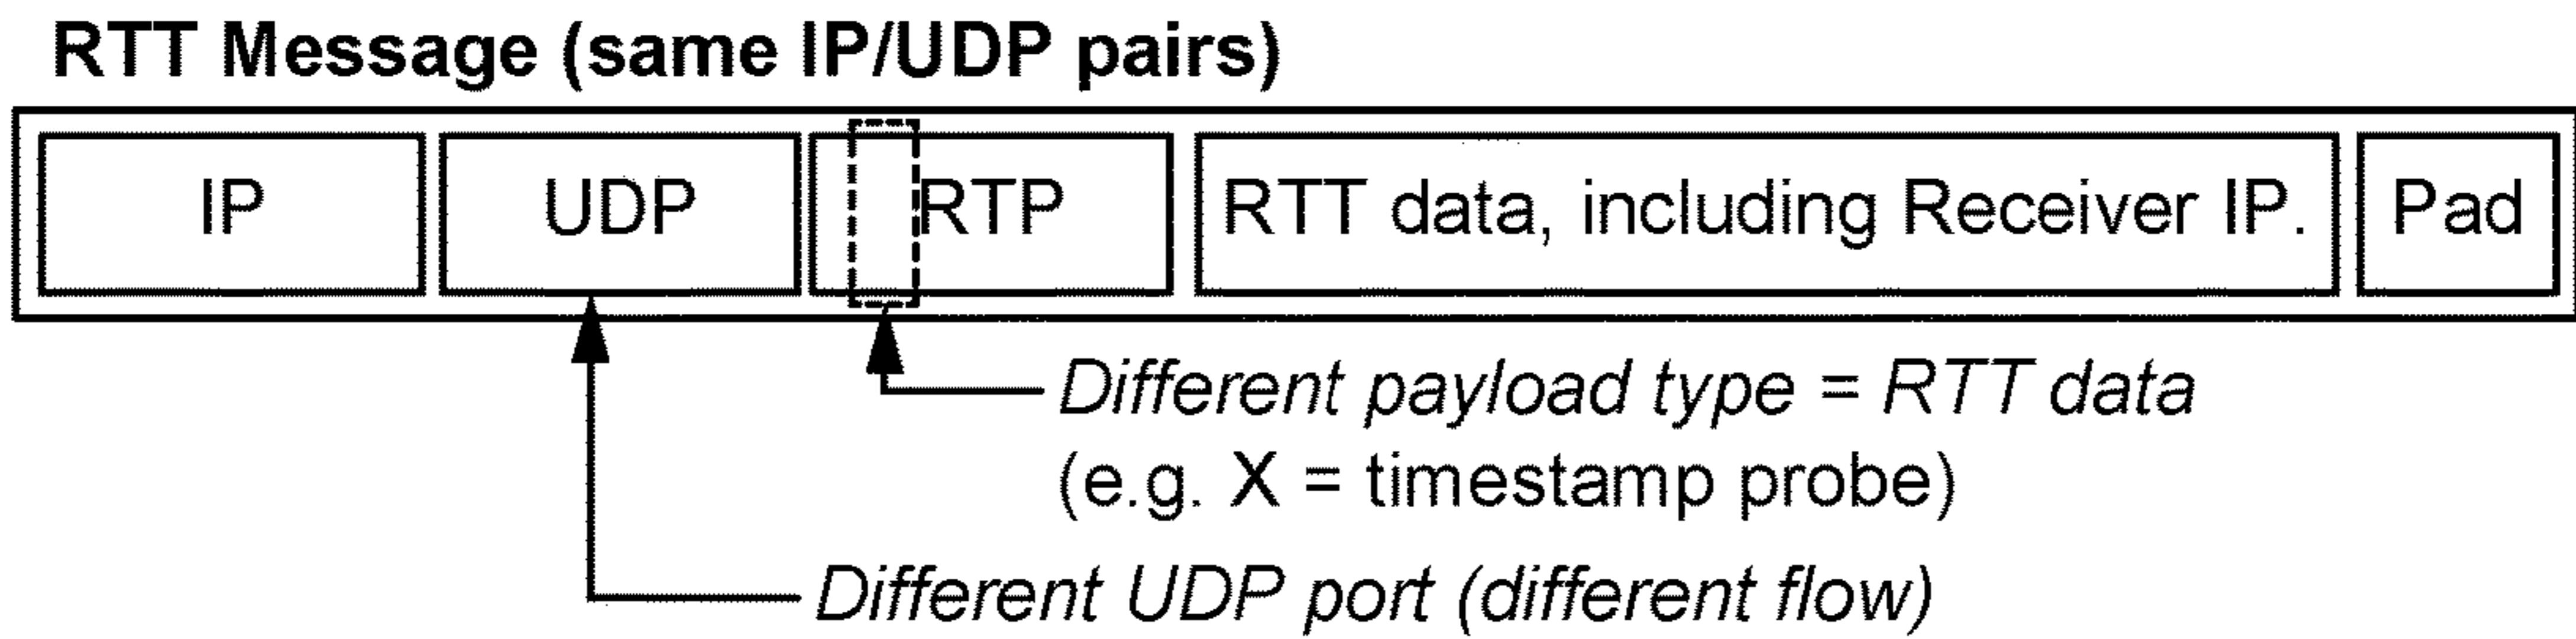 RTT Message (same IP/UDP pairs)
IP UDP RTP RTT data, including Receiver IP. Pad
Different payload type = RTT data
(e.g. X = timestamp probe)
Different UDP port (different flow)